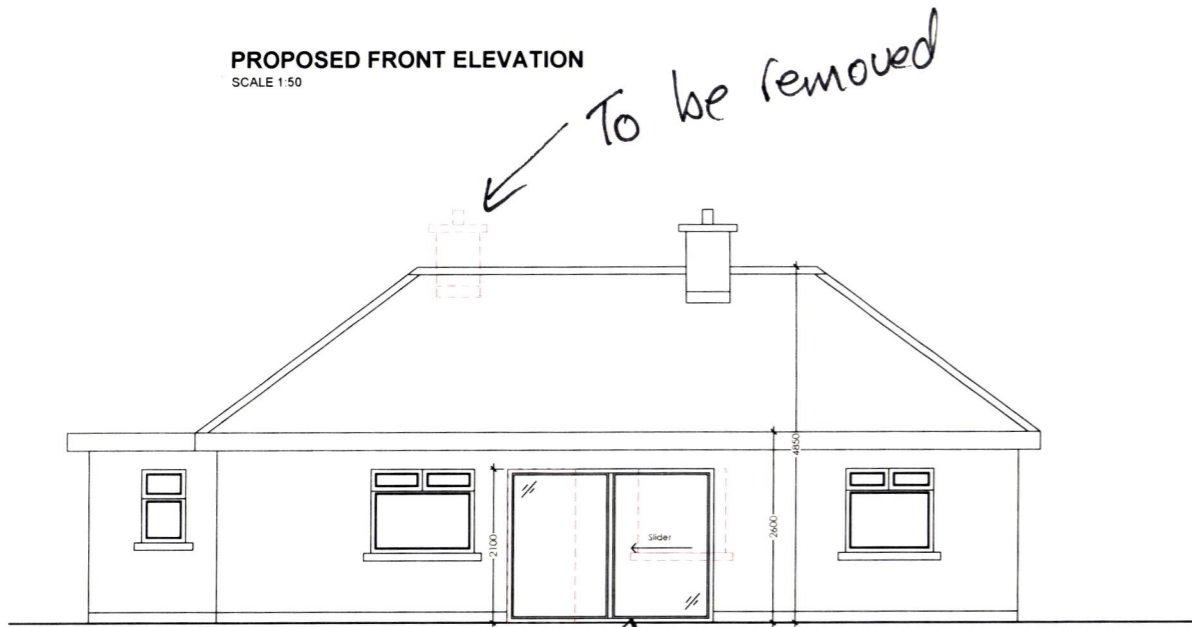 PROPOSED FRONT ELEVATION
SCALE 1:50
To be removed
4850
2600
2100
Slider